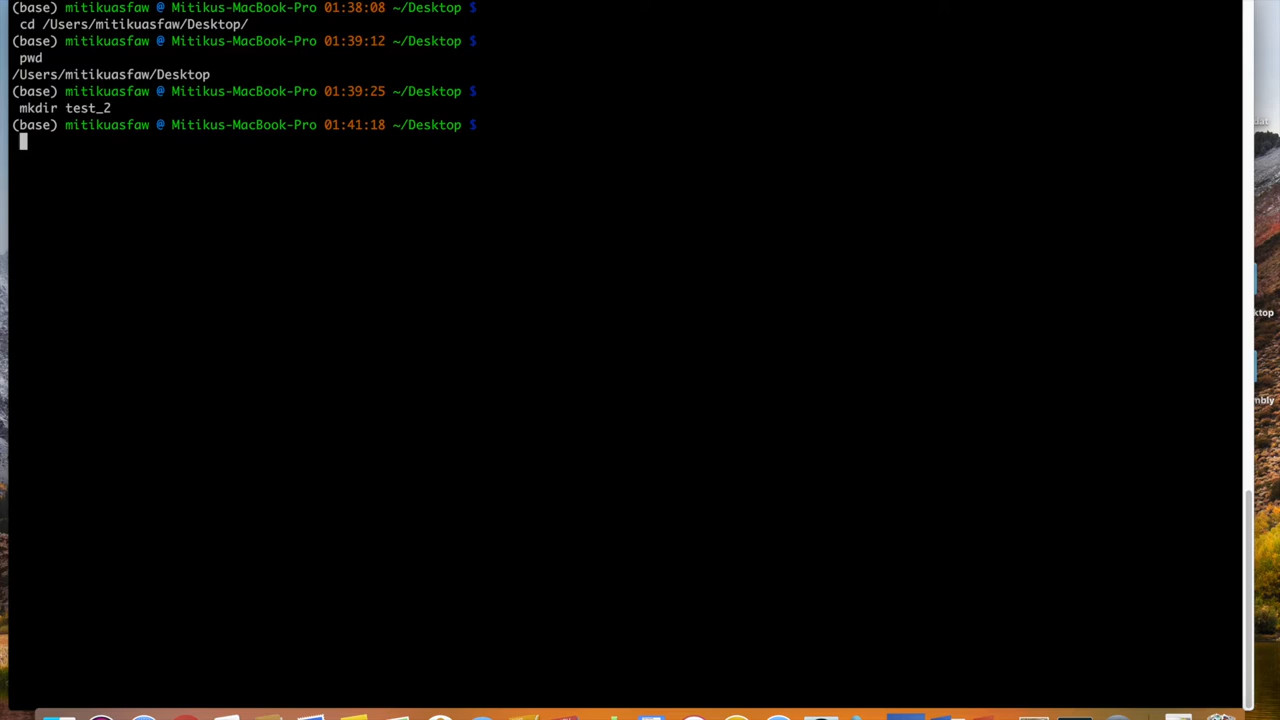 (base) mitikuasfaw @ Mitikus-MacBook-Pro 01:38:08 ~/Desktop $
cd /Users/mitikuasfaw/Desktop/
(base) mitikuasfaw @ Mitikus-MacBook-Pro 01:39:12 ~/Desktop $
pwd
/Users/mitikuasfaw/Desktop
(base) mitikuasfaw @ Mitikus-MacBook-Pro 01:39:25 ~/Desktop $
mkdir test_2
(base) mitikuasfaw @ Mitikus-MacBook-Pro 01:41:18 ~/Desktop $
ktop
mbly